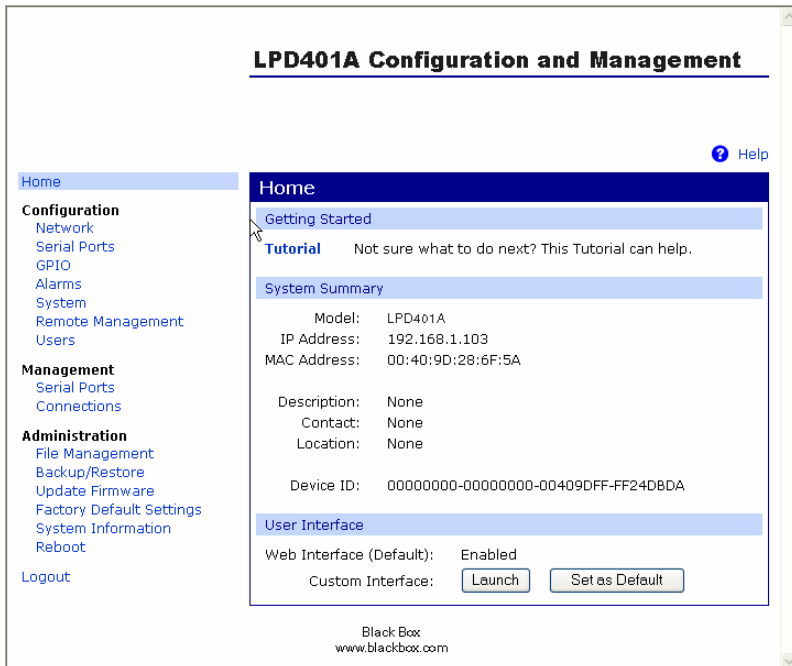 LPD401A Configuration and Management
? Help
Home
Configuration
Network
Serial Ports
GPIO
Alarms
System
Remote Management
Users
Management
Serial Ports
Connections
Administration
File Management
Backup/Restore
Update Firmware
Factory Default Settings
System Information
Reboot
Logout
Home
Getting Started
Tutorial Not sure what to do next? This Tutorial can help.
System Summary
Model: LPD401A
IP Address: 192.168.1.103
MAC Address: 00:40:9D:28:6F:5A
Description: None
Contact: None
Location: None
Device ID: 00000000-00000000-00409DFF-FF24DBDA
User Interface
Web Interface (Default): Enabled
Custom Interface: Launch Set as Default
Black Box
www.blackbox.com